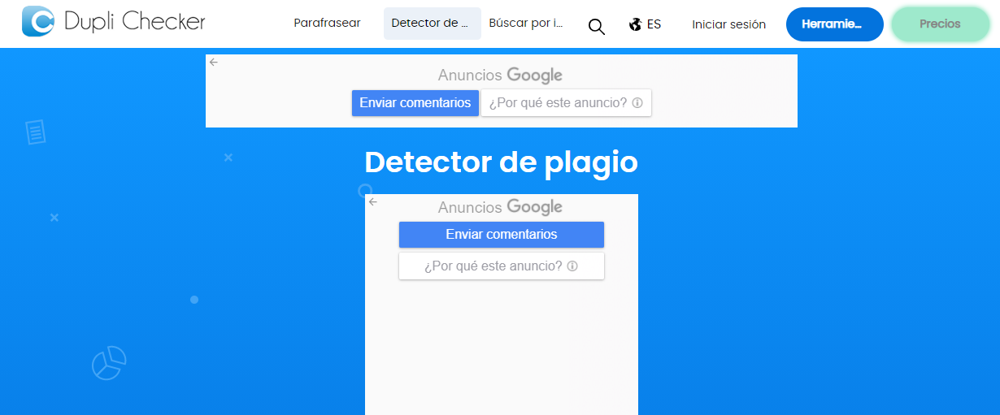 Dupli Checker
Parafrasear
Detector de ...
Búscar por i...
ES
Iniciar sesión
Herramie...
Precios
Anuncios Google
Enviar comentarios
¿Por qué este anuncio?
Detector de plagio
Anuncios Google
Enviar comentarios
¿Por qué este anuncio?